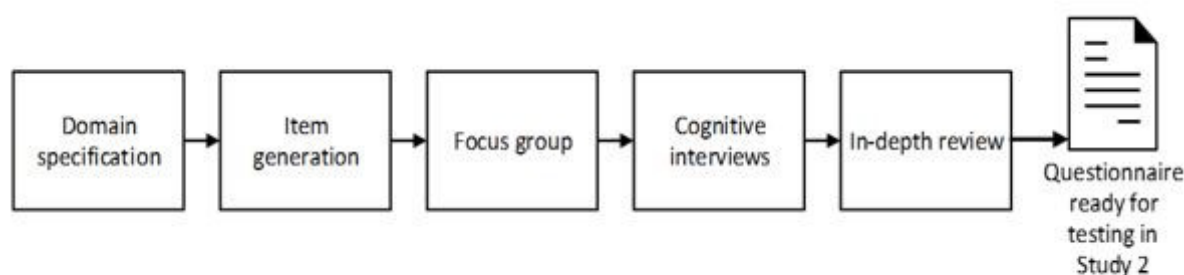 Domain
specification
Item
generation
Focus group
Cognitive
interviews
In-depth review
Questionnaire
ready for
testing in
Study 2